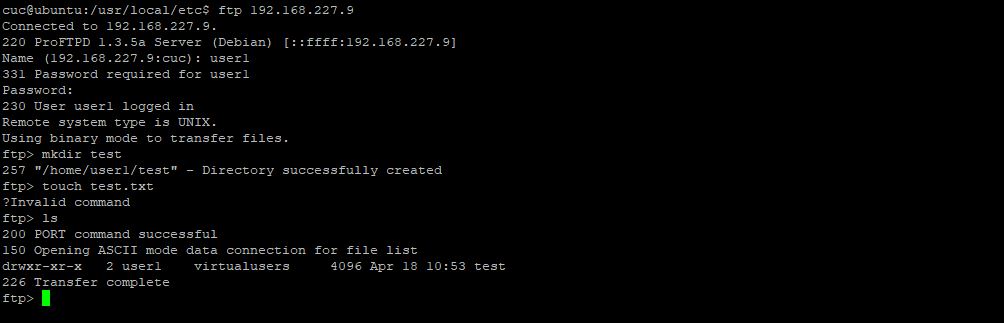 cuc@ubuntu:/usr/local/etc$ ftp 192.168.227.9
Connected to 192.168.227.9.
220 ProFTPD 1.3.5a Server (Debian) [::ffff:192.168.227.9]
Name (192.168.227.9:cuc): user1
331 Password required for user1
Password:
230 User user1 logged in
Remote system type is UNIX.
Using binary mode to transfer files.
ftp> mkdir test
257 "/home/user1/test" - Directory successfully created
ftp> touch test.txt
?Invalid command
ftp> ls
200 PORT command successful
150 Opening ASCII mode data connection for file list
drwxr-xr-x   2 user1    virtualusers     4096 Apr 18 10:53 test
226 Transfer complete
ftp>